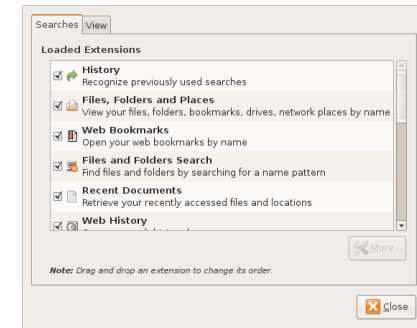 Searches View
Loaded Extensions
History
Recognize previously used searches
Files, Folders and Places
View your files, folders, bookmarks, drives, network places by name
Web Bookmarks
Open your web bookmarks by name
Files and Folders Search
Find files and folders by searching for a name pattern
Recent Documents
Retrieve your recently accessed files and locations
Web History
More...
Note: Drag and drop an extension to change its order.
Close